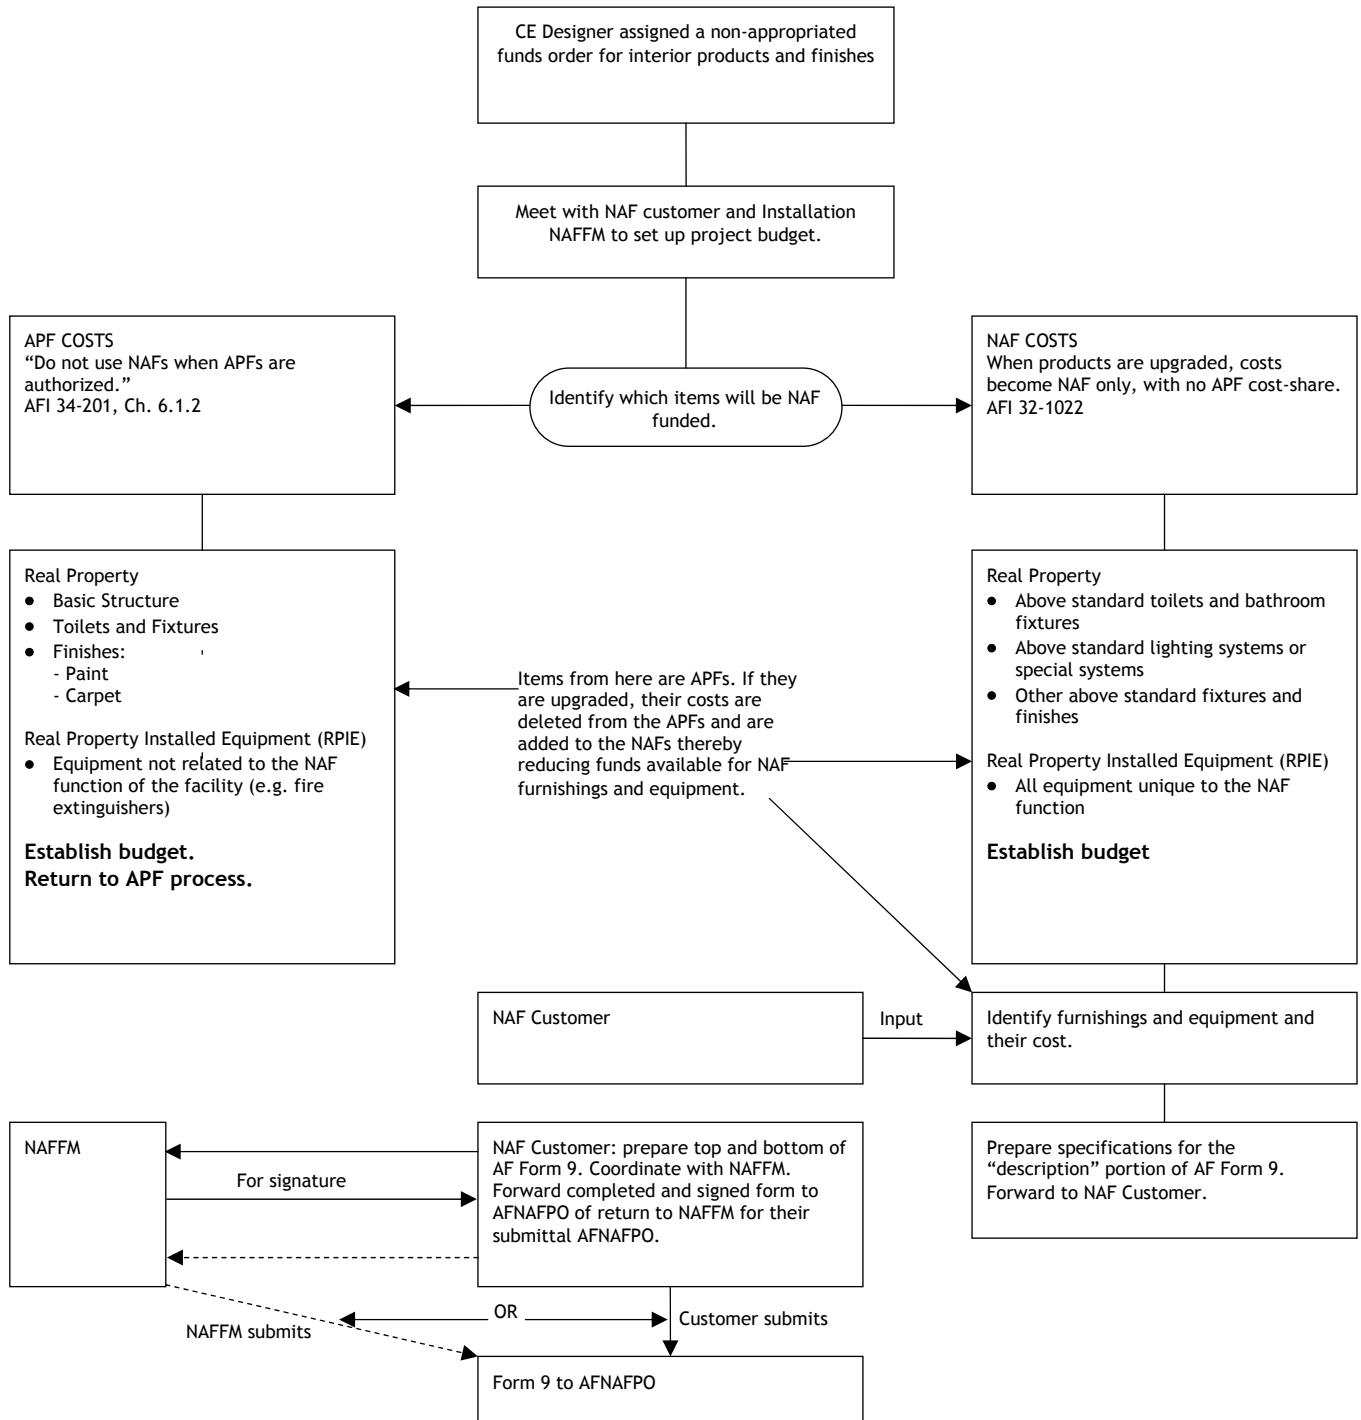 CE Designer assigned a non-appropriated
funds order for interior products and finishes
Meet with NAF customer and Installation
NAFFM to set up project budget.
APF COSTS
“Do not use NAFs when APFs are
authorized.”
AFI 34-201, Ch. 6.1.2
Identify which items will be NAF
funded.
NAF COSTS
When products are upgraded, costs
become NAF only, with no APF cost-share.
AFI 32-1022
Real Property
● Basic Structure
● Toilets and Fixtures
● Finishes:
- Paint
- Carpet
Real Property Installed Equipment (RPIE)
● Equipment not related to the NAF
function of the facility (e.g. fire
extinguishers)
Establish budget.
Return to APF process.
Items from here are APFs. If they
are upgraded, their costs are
deleted from the APFs and are
added to the NAFs thereby
reducing funds available for NAF
furnishings and equipment.
Real Property
● Above standard toilets and bathroom
fixtures
● Above standard lighting systems or
special systems
● Other above standard fixtures and
finishes
Real Property Installed Equipment (RPIE)
● All equipment unique to the NAF
function
Establish budget
NAF Customer
Input
Identify furnishings and equipment and
their cost.
NAFFM
For signature
NAF Customer: prepare top and bottom of
AF Form 9. Coordinate with NAFFM.
Forward completed and signed form to
AFNAFPO of return to NAFFM for their
submittal AFNAFPO.
Prepare specifications for the
“description” portion of AF Form 9.
Forward to NAF Customer.
OR
NAFFM submits
Customer submits
Form 9 to AFNAFPO